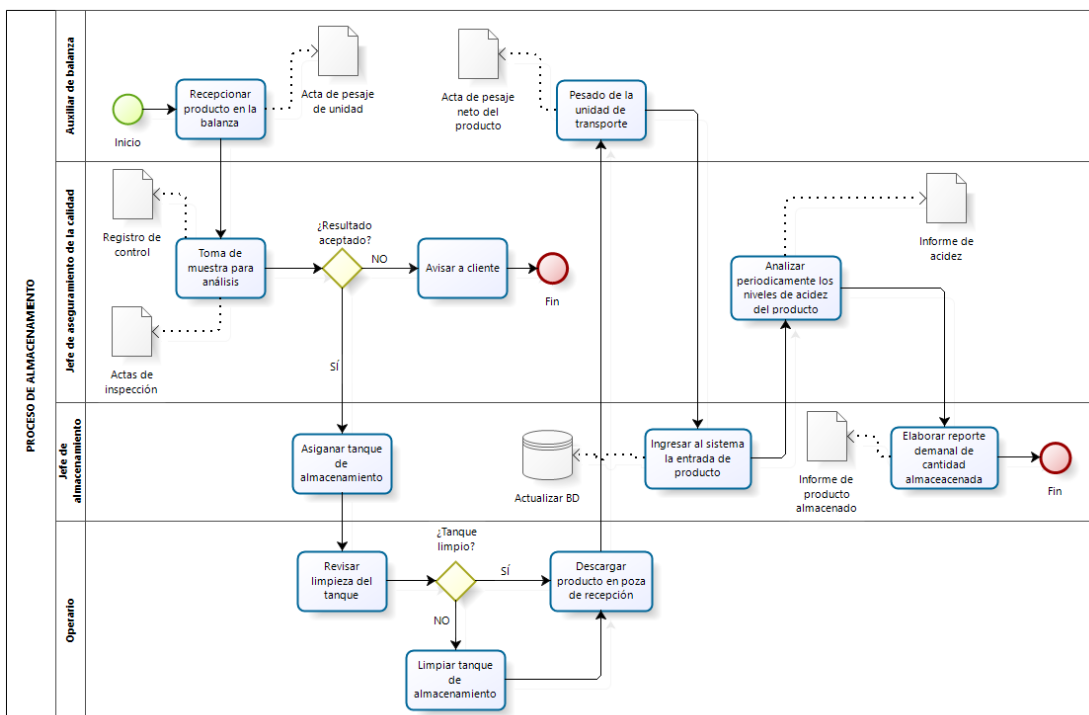 PROCESO DE ALMACENAMIENTO
Auxiliar de balanza
Inicio
Recepcionar
producto en la
balanza
Acta de pesaje
de unidad
Acta de pesaje
neto del
producto
Pesado de la
unidad de
transporte
Jefe de aseguramiento de la calidad
Registro de
control
Toma de
muestra para
análisis
Actas de
inspección
¿Resultado
aceptado?
NO
SÍ
Avisar a cliente
Fin
Analizar
periodicamente los
niveles de acidez
del producto
Informe de
acidez
Jefe de
almacenamiento
Asiganar tanque
de
almacenamiento
Actualizar BD
Ingresar al sistema
la entrada de
producto
Informe de
producto
almacenado
Elaborar reporte
demanal de
cantidad
almaceacenada
Fin
Operario
Revisar
limpieza del
tanque
¿Tanque
limpio?
SÍ
NO
Descargar
producto en poza
de recepción
Limpiar tanque
de
almacenamiento